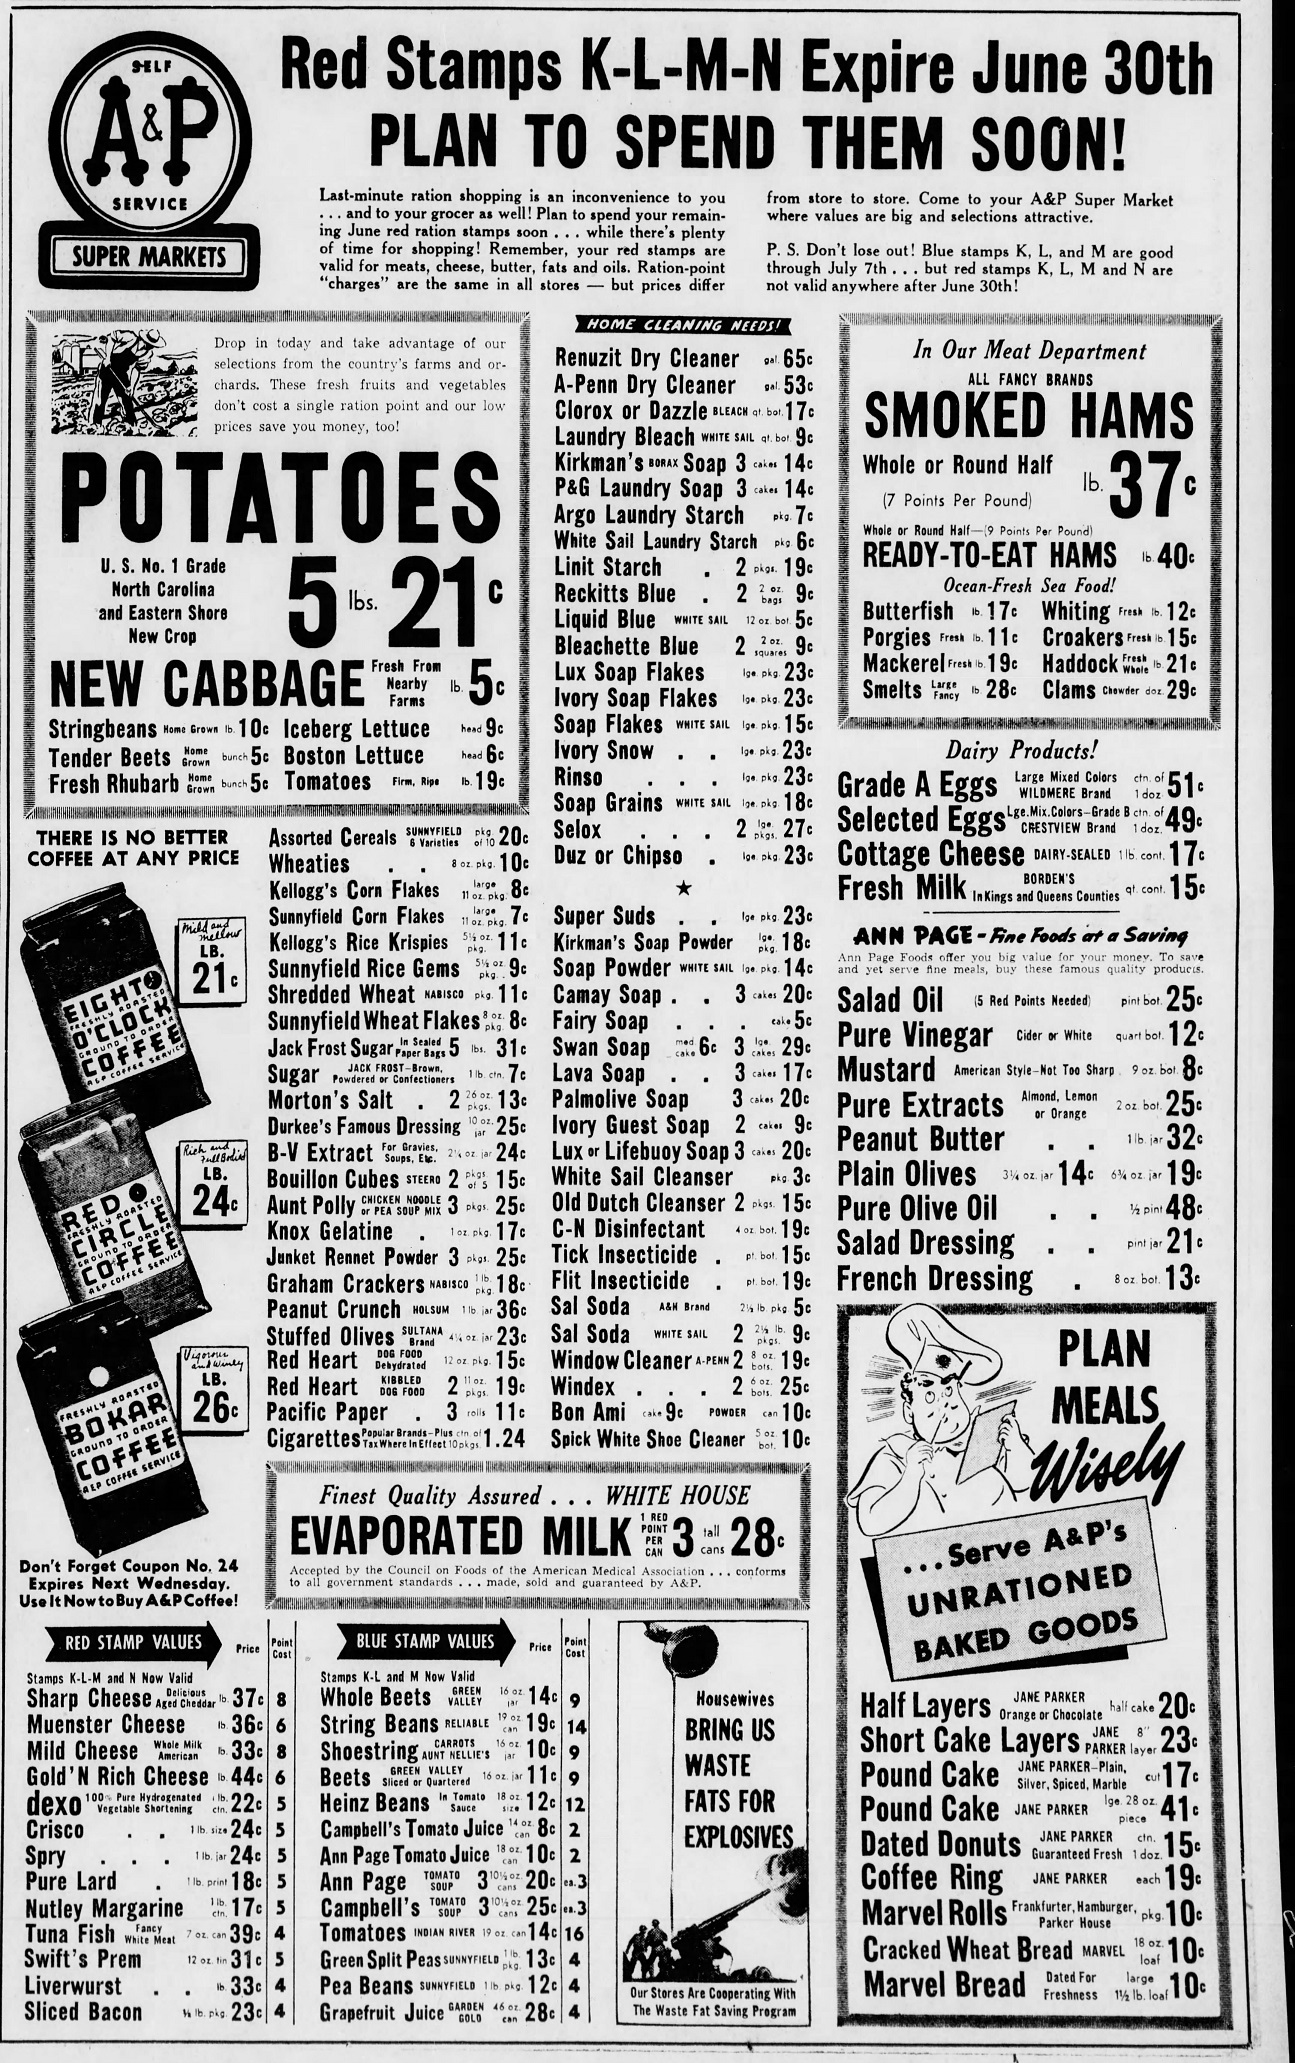 SELF
A&P
SERVICE
SUPER MARKETS
Red Stamps K-L-M-N Expire June 30th
PLAN TO SPEND THEM SOON!
Last-minute ration shopping is an inconvenience to you
. . . and to your grocer as well! Plan to spend your remain-
ing June red ration stamps soon . . . while there's plenty
of time for shopping! Remember, your red stamps are
valid for meats, cheese, butter, fats and oils. Ration-point
"charges" are the same in all stores — but prices differ
from store to store. Come to your A&P Super Market
where values are big and selections attractive.
P. S. Don't lose out! Blue stamps K, L, and M are good
through July 7th . . . but red stamps K, L, M and N are
not valid anywhere after June 30th!
Drop in today and take advantage of our
selections from the country's farms and or-
chards. These fresh fruits and vegetables
don't cost a single ration point and our low
prices save you money, too!
POTATOES
U. S. No. 1 Grade
North Carolina
and Eastern Shore
New Crop
5 lbs. 21c
NEW CABBAGE Fresh From Nearby Farms lb. 5c
Stringbeans Home Grown lb. 10c
Tender Beets Home Grown bunch 5c
Fresh Rhubarb Home Grown bunch 5c
Iceberg Lettuce head 9c
Boston Lettuce head 6c
Tomatoes Firm, Ripe lb. 19c
THERE IS NO BETTER
COFFEE AT ANY PRICE
Mild and mellow
LB.
21c
EIGHT O'CLOCK
FRESHLY ROASTED
GROUND TO ORDER
COFFEE
A&P COFFEE SERVICE
Rich and Full Bodied
LB.
24c
RED CIRCLE
FRESHLY ROASTED
GROUND TO ORDER
COFFEE
A&P COFFEE SERVICE
Vigorous and Winey
LB.
26c
FRESHLY ROASTED
BOKAR
GROUND TO ORDER
COFFEE
A&P COFFEE SERVICE
Don't Forget Coupon No. 24
Expires Next Wednesday.
Use It Now to Buy A&P Coffee!
Assorted Cereals SUNNYFIELD 6 Varieties pkg. of 10 20c
Wheaties . . 8 oz. pkg. 10c
Kellogg's Corn Flakes large 11 oz. pkg. 8c
Sunnyfield Corn Flakes large 11 oz. pkg. 7c
Kellogg's Rice Krispies 5½ oz. pkg. 11c
Sunnyfield Rice Gems 5½ oz. pkg. 9c
Shredded Wheat NABISCO pkg. 11c
Sunnyfield Wheat Flakes 8 oz. pkg. 8c
Jack Frost Sugar In Sealed Paper Bags 5 lbs. 31c
Sugar JACK FROST—Brown, Powdered or Confectioners 1 lb. ctn. 7c
Morton's Salt . 2 26 oz. pkgs. 13c
Durkee's Famous Dressing 10 oz. jar 25c
B-V Extract For Gravies, Soups, Etc. 2¼ oz. jar 24c
Bouillon Cubes STEERO 2 pkgs. of 5 15c
Aunt Polly CHICKEN NOODLE or PEA SOUP MIX 3 pkgs. 25c
Knox Gelatine . 1 oz. pkg. 17c
Junket Rennet Powder 3 pkgs. 25c
Graham Crackers NABISCO 1 lb. pkg. 18c
Peanut Crunch HOLSUM 1 lb. jar 36c
Stuffed Olives SULTANA Brand 4¼ oz. jar 23c
Red Heart DOG FOOD Dehydrated 12 oz. pkg. 15c
Red Heart KIBBLED DOG FOOD 2 11 oz. pkgs. 19c
Pacific Paper . 3 rolls 11c
Cigarettes Popular Brands—Plus Tax Where In Effect ctn. of 10 pkgs. 1.24
HOME CLEANING NEEDS!
Renuzit Dry Cleaner gal. 65c
A-Penn Dry Cleaner gal. 53c
Clorox or Dazzle BLEACH qt. bot. 17c
Laundry Bleach WHITE SAIL qt. bot. 9c
Kirkman's BORAX Soap 3 cakes 14c
P&G Laundry Soap 3 cakes 14c
Argo Laundry Starch pkg. 7c
White Sail Laundry Starch pkg. 6c
Linit Starch . 2 pkgs. 19c
Reckitts Blue . 2 2 oz. bags 9c
Liquid Blue WHITE SAIL 12 oz. bot. 5c
Bleachette Blue 2 2 oz. squares 9c
Lux Soap Flakes lge. pkg. 23c
Ivory Soap Flakes lge. pkg. 23c
Soap Flakes WHITE SAIL lge. pkg. 15c
Ivory Snow . . lge. pkg. 23c
Rinso . . . lge. pkg. 23c
Soap Grains WHITE SAIL lge. pkg. 18c
Selox . . . 2 lge. pkgs. 27c
Duz or Chipso . lge. pkg. 23c
★
Super Suds . . lge. pkg. 23c
Kirkman's Soap Powder lge. pkg. 18c
Soap Powder WHITE SAIL lge. pkg. 14c
Camay Soap . . 3 cakes 20c
Fairy Soap . . . cake 5c
Swan Soap med. cake 6c 3 lge. cakes 29c
Lava Soap . . 3 cakes 17c
Palmolive Soap 3 cakes 20c
Ivory Guest Soap 2 cakes 9c
Lux or Lifebuoy Soap 3 cakes 20c
White Sail Cleanser pkg. 3c
Old Dutch Cleanser 2 pkgs. 15c
C-N Disinfectant 4 oz. bot. 19c
Tick Insecticide . pt. bot. 15c
Flit Insecticide . pt. bot. 19c
Sal Soda A&H Brand 2½ lb. pkg. 5c
Sal Soda WHITE SAIL 2 2½ lb. pkgs. 9c
Window Cleaner A-PENN 2 8 oz. bots. 19c
Windex . . . 2 6 oz. bots. 25c
Bon Ami cake 9c POWDER can 10c
Spick White Shoe Cleaner 5 oz. bot. 10c
Finest Quality Assured . . . WHITE HOUSE
EVAPORATED MILK 1 RED POINT PER CAN 3 tall cans 28c
Accepted by the Council on Foods of the American Medical Association . . . conforms
to all government standards . . . made, sold and guaranteed by A&P.
In Our Meat Department
ALL FANCY BRANDS
SMOKED HAMS
Whole or Round Half
(7 Points Per Pound)
lb. 37c
Whole or Round Half—(9 Points Per Pound)
READY-TO-EAT HAMS lb. 40c
Ocean-Fresh Sea Food!
Butterfish lb. 17c Whiting Fresh lb. 12c
Porgies Fresh lb. 11c Croakers Fresh lb. 15c
Mackerel Fresh lb. 19c Haddock Fresh Whole lb. 21c
Smelts Large Fancy lb. 28c Clams Chowder doz. 29c
Dairy Products!
Grade A Eggs Large Mixed Colors WILDMERE Brand ctn. of 1 doz. 51c
Selected Eggs Lge. Mix. Colors—Grade B CRESTVIEW Brand ctn. of 1 doz. 49c
Cottage Cheese DAIRY-SEALED 1 lb. cont. 17c
Fresh Milk BORDEN'S In Kings and Queens Counties qt. cont. 15c
ANN PAGE - Fine Foods at a Saving
Ann Page Foods offer you big value for your money. To save
and yet serve fine meals, buy these famous quality products.
Salad Oil (5 Red Points Needed) pint bot. 25c
Pure Vinegar Cider or White quart bot. 12c
Mustard American Style—Not Too Sharp . 9 oz. bot. 8c
Pure Extracts Almond, Lemon or Orange 2 oz. bot. 25c
Peanut Butter . . 1 lb. jar 32c
Plain Olives 3¼ oz. jar 14c 6¾ oz. jar 19c
Pure Olive Oil . . ½ pint 48c
Salad Dressing . . pint jar 21c
French Dressing . 8 oz. bot. 13c
PLAN
MEALS
Wisely
...Serve A&P's
UNRATIONED
BAKED GOODS
Half Layers JANE PARKER Orange or Chocolate half cake 20c
Short Cake Layers JANE PARKER 8" layer 23c
Pound Cake JANE PARKER—Plain, Silver, Spiced, Marble cut 17c
Pound Cake JANE PARKER lge. 28 oz. piece 41c
Dated Donuts JANE PARKER Guaranteed Fresh ctn. 1 doz. 15c
Coffee Ring JANE PARKER each 19c
Marvel Rolls Frankfurter, Hamburger, Parker House pkg. 10c
Cracked Wheat Bread MARVEL 18 oz. loaf 10c
Marvel Bread Dated For Freshness large 1½ lb. loaf 10c
RED STAMP VALUES Price Point Cost
Stamps K-L-M and N Now Valid
Sharp Cheese Delicious Aged Cheddar lb. 37c 8
Muenster Cheese lb. 36c 6
Mild Cheese Whole Milk American lb. 33c 8
Gold'N Rich Cheese lb. 44c 6
dexo 100% Pure Hydrogenated Vegetable Shortening 1 lb. ctn. 22c 5
Crisco . . 1 lb. size 24c 5
Spry . . . 1 lb. jar 24c 5
Pure Lard . 1 lb. print 18c 5
Nutley Margarine 1 lb. ctn. 17c 5
Tuna Fish Fancy White Meat 7 oz. can 39c 4
Swift's Prem 12 oz. tin 31c 5
Liverwurst . . lb. 33c 4
Sliced Bacon ½ lb. pkg. 23c 4
BLUE STAMP VALUES Price Point Cost
Stamps K-L and M Now Valid
Whole Beets GREEN VALLEY 16 oz. jar 14c 9
String Beans RELIABLE 19 oz. can 19c 14
Shoestring CARROTS AUNT NELLIE'S 16 oz. jar 10c 9
Beets GREEN VALLEY Sliced or Quartered 16 oz. jar 11c 9
Heinz Beans In Tomato Sauce 18 oz. size 12c 12
Campbell's Tomato Juice 14 oz. can 8c 2
Ann Page Tomato Juice 18 oz. can 10c 2
Ann Page TOMATO SOUP 3 10½ oz. cans 20c ea. 3
Campbell's TOMATO SOUP 3 10½ oz. cans 25c ea. 3
Tomatoes INDIAN RIVER 19 oz. can 14c 16
Green Split Peas SUNNYFIELD 1 lb. pkg. 13c 4
Pea Beans SUNNYFIELD 1 lb. pkg. 12c 4
Grapefruit Juice GARDEN GOLD 46 oz. can 28c 4
Housewives
BRING US
WASTE
FATS FOR
EXPLOSIVES
Our Stores Are Cooperating With
The Waste Fat Saving Program